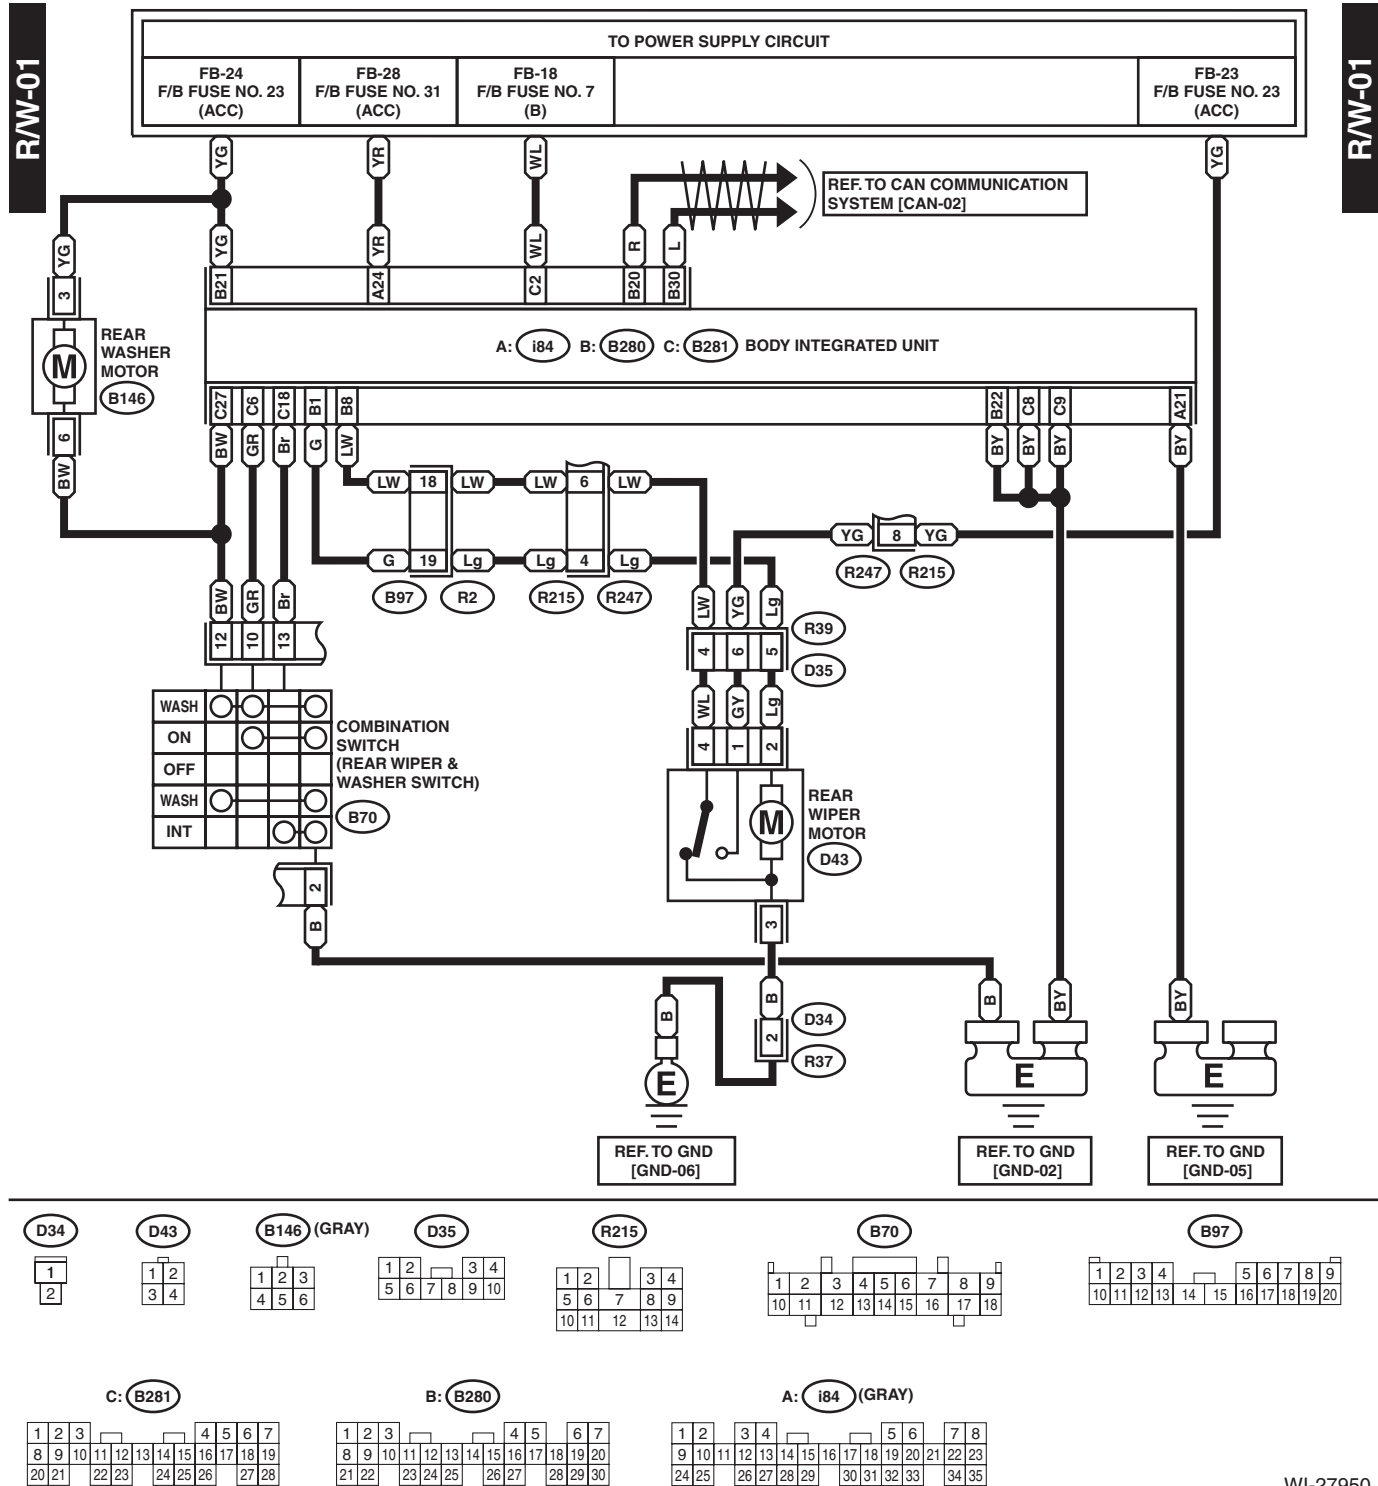 R/W-01
R/W-01
TO POWER SUPPLY CIRCUIT
FB-24
F/B FUSE NO. 23
(ACC)
FB-28
F/B FUSE NO. 31
(ACC)
FB-18
F/B FUSE NO. 7
(B)
FB-23
F/B FUSE NO. 23
(ACC)
YG YR WL YG
REF. TO CAN COMMUNICATION
SYSTEM [CAN-02]
YG YG YR WL R L
3 B21 A24 C2 B20 B30
REAR
WASHER
MOTOR
B146
M
A: i84 B: B280 C: B281 BODY INTEGRATED UNIT
6 C27 C6 C18 B1 B8 B22 C8 C9 A21
BW BW GR Br G LW BY BY BY BY
LW 18 LW LW 6 LW
YG 8 YG
G 19 Lg Lg 4 Lg
R247 R215
B97 R2 R215 R247
BW GR Br LW YG Lg
R39
12 10 13 4 6 5
D35
WL GY Lg
4 1 2
WASH
ON
OFF
WASH
INT
COMBINATION
SWITCH
(REAR WIPER &
WASHER SWITCH)
B70
M
REAR
WIPER
MOTOR
D43
2
B
3
B B B BY BY
D34
2
R37
E E E
REF. TO GND
[GND-06]
REF. TO GND
[GND-02]
REF. TO GND
[GND-05]
D34 D43 B146 (GRAY) D35 R215 B70 B97
1
2
1 2
3 4
1 2 3
4 5 6
1 2 3 4
5 6 7 8 9 10
1 2 3 4
5 6 7 8 9
10 11 12 13 14
1 2 3 4 5 6 7 8 9
10 11 12 13 14 15 16 17 18
1 2 3 4 5 6 7 8 9
10 11 12 13 14 15 16 17 18 19 20
C: B281 B: B280 A: i84 (GRAY)
1 2 3 4 5 6 7
8 9 10 11 12 13 14 15 16 17 18 19
20 21 22 23 24 25 26 27 28
1 2 3 4 5 6 7
8 9 10 11 12 13 14 15 16 17 18 19 20
21 22 23 24 25 26 27 28 29 30
1 2 3 4 5 6 7 8
9 10 11 12 13 14 15 16 17 18 19 20 21 22 23
24 25 26 27 28 29 30 31 32 33 34 35
WI-27950